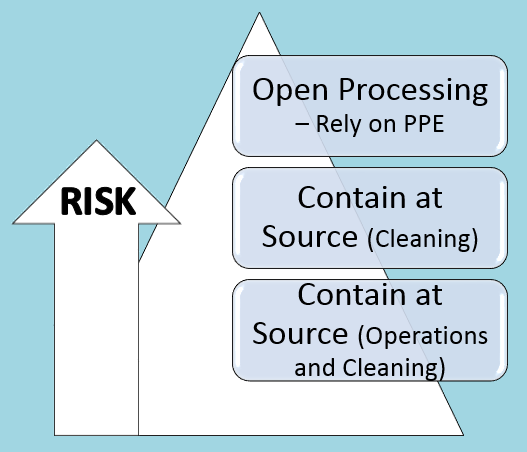 Open Processing
– Rely on PPE
RISK
Contain at
Source (Cleaning)
Contain at
Source (Operations
and Cleaning)